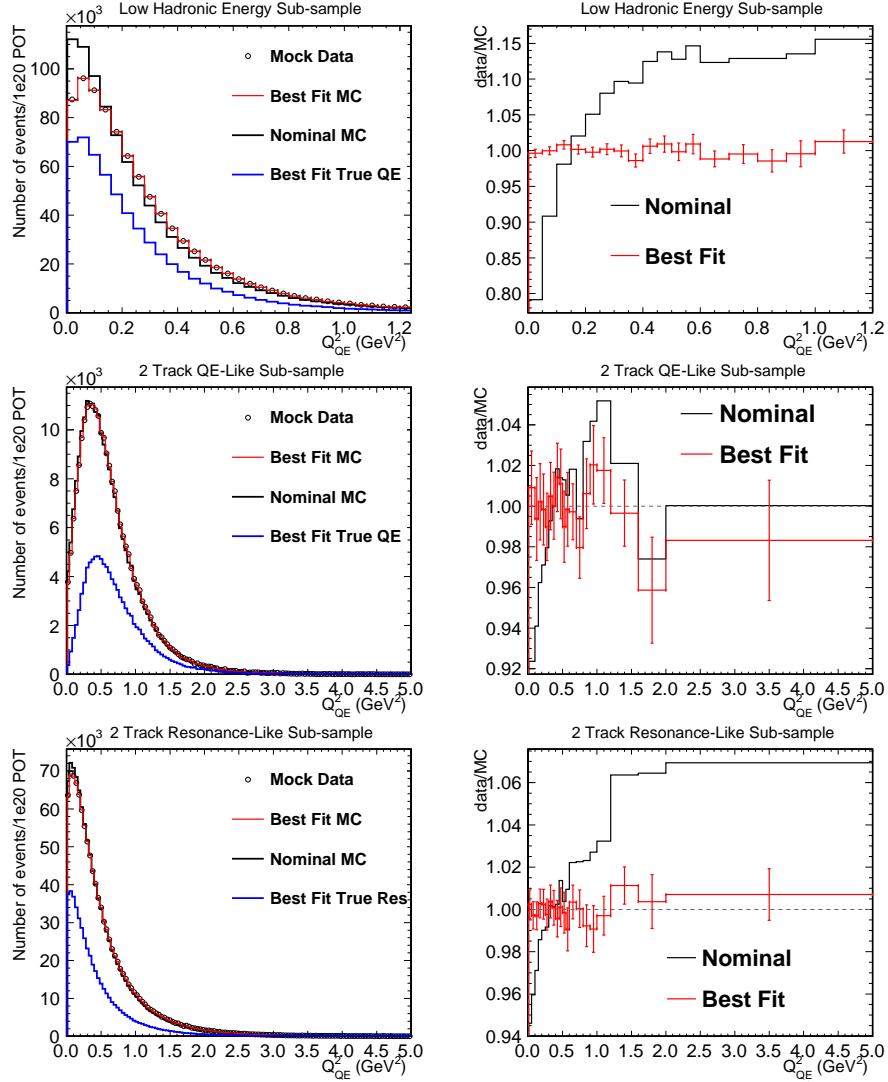 Low Hadronic Energy Sub-sample
×10³
Number of events/1e20 POT
100
80
60
40
20
0
Mock Data
Best Fit MC
Nominal MC
Best Fit True QE
0.0 0.2 0.4 0.6 0.8 1.0 1.2
Q²QE (GeV²)
Low Hadronic Energy Sub-sample
data/MC
1.15
1.10
1.05
1.00
0.95
0.90
0.85
0.80
Nominal
Best Fit
0.0 0.2 0.4 0.6 0.8 1.0 1.2
Q²QE (GeV²)
2 Track QE-Like Sub-sample
×10³
Number of events/1e20 POT
10
8
6
4
2
0
Mock Data
Best Fit MC
Nominal MC
Best Fit True QE
0.0 0.5 1.0 1.5 2.0 2.5 3.0 3.5 4.0 4.5 5.0
Q²QE (GeV²)
2 Track QE-Like Sub-sample
data/MC
1.04
1.02
1.00
0.98
0.96
0.94
0.92
Nominal
Best Fit
0.0 0.5 1.0 1.5 2.0 2.5 3.0 3.5 4.0 4.5 5.0
Q²QE (GeV²)
2 Track Resonance-Like Sub-sample
×10³
Number of events/1e20 POT
70
60
50
40
30
20
10
0
Mock Data
Best Fit MC
Nominal MC
Best Fit True Res
0.0 0.5 1.0 1.5 2.0 2.5 3.0 3.5 4.0 4.5 5.0
Q²QE (GeV²)
2 Track Resonance-Like Sub-sample
data/MC
1.06
1.04
1.02
1.00
0.98
0.96
0.94
Nominal
Best Fit
0.0 0.5 1.0 1.5 2.0 2.5 3.0 3.5 4.0 4.5 5.0
Q²QE (GeV²)